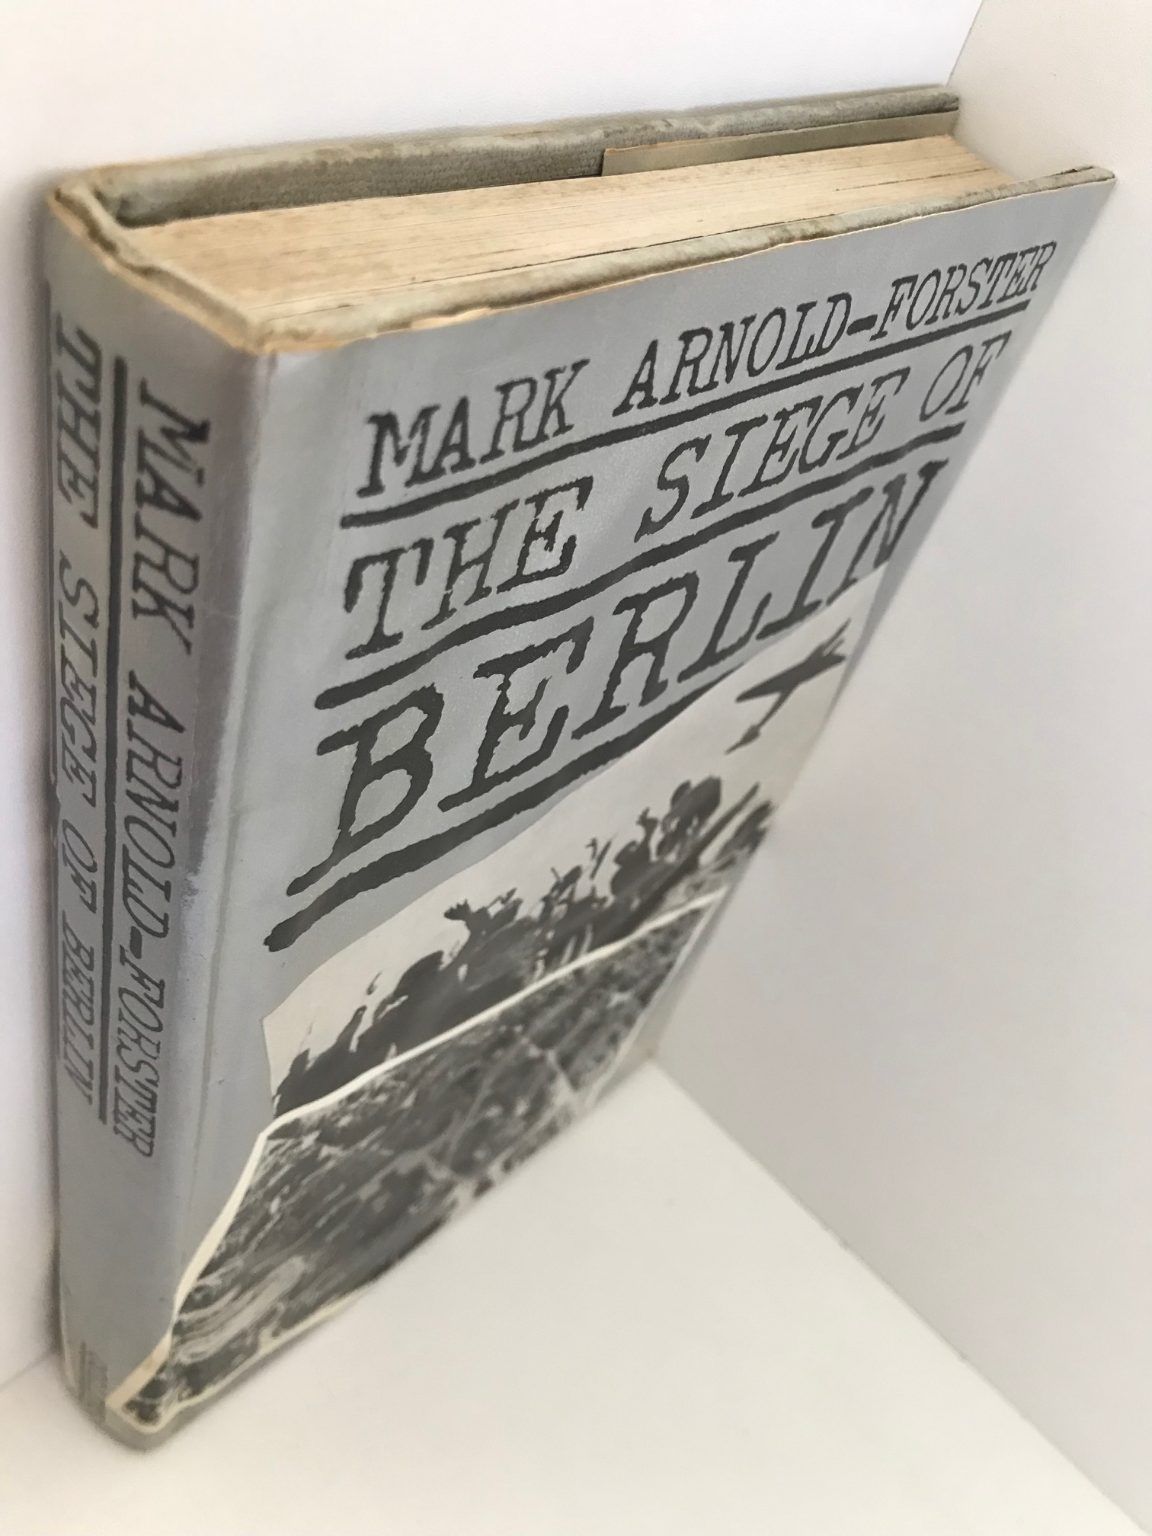 MARK ARNOLD-FORSTER
THE SIEGE OF
BERLIN
MARK ARNOLD-FORSTER
THE SIEGE OF BERLIN